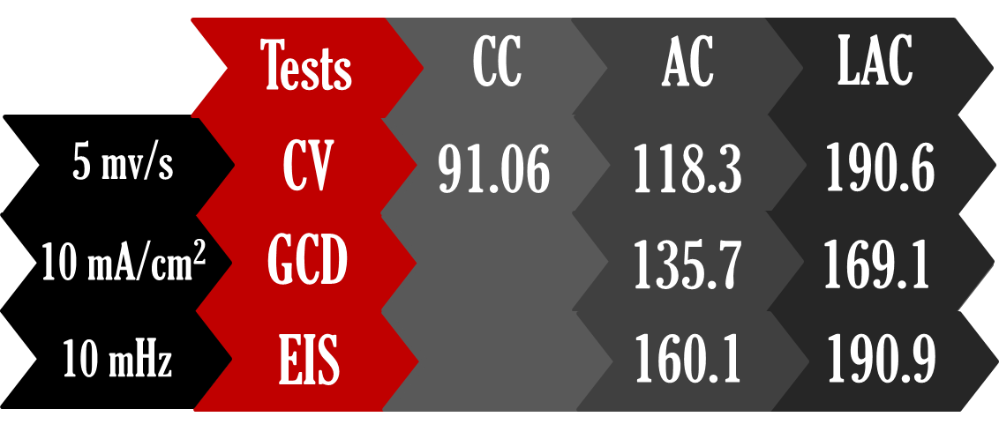 Tests CC AC LAC
5 mv/s CV 91.06 118.3 190.6
10 mA/cm² GCD 135.7 169.1
10 mHz EIS 160.1 190.9